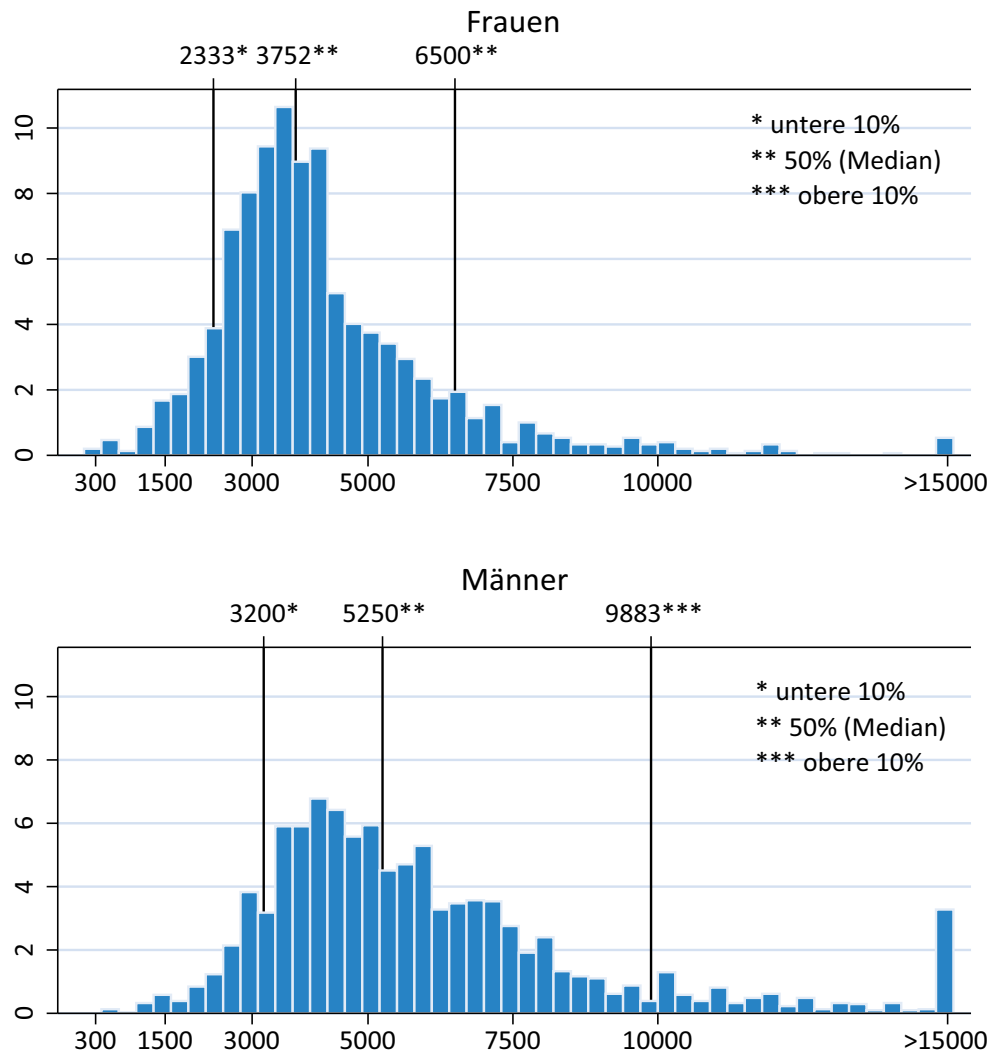 Frauen
2333* 3752** 6500**
* untere 10%
** 50% (Median)
*** obere 10%
10
8
6
4
2
0
300 1500 3000 5000 7500 10000 >15000
Männer
3200* 5250** 9883***
* untere 10%
** 50% (Median)
*** obere 10%
10
8
6
4
2
0
300 1500 3000 5000 7500 10000 >15000